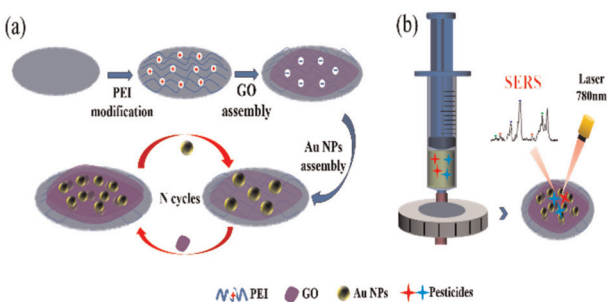 (a)
PEI
modification
GO
assembly
Au NPs
assembly
N cycles
(b)
SERS
Laser
780nm
PEI
GO
Au NPs
Pesticides